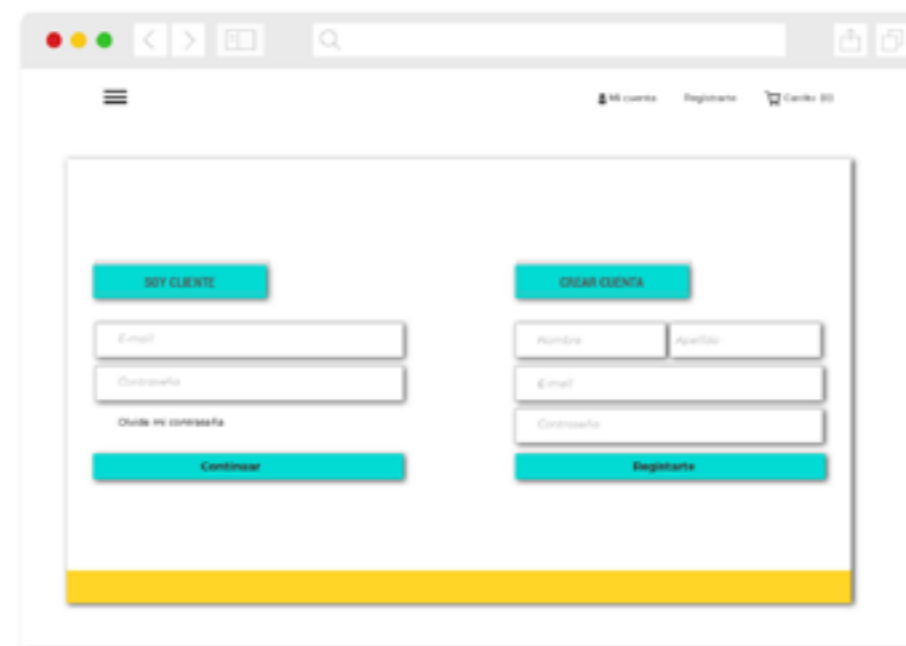 Mi cuenta Registrarte Carrito (0)
SOY CLIENTE
CREAR CUENTA
E-mail
Contraseña
Olvide mi contraseña
Continuar
Nombre Apellido
E-mail
Contraseña
Registarte